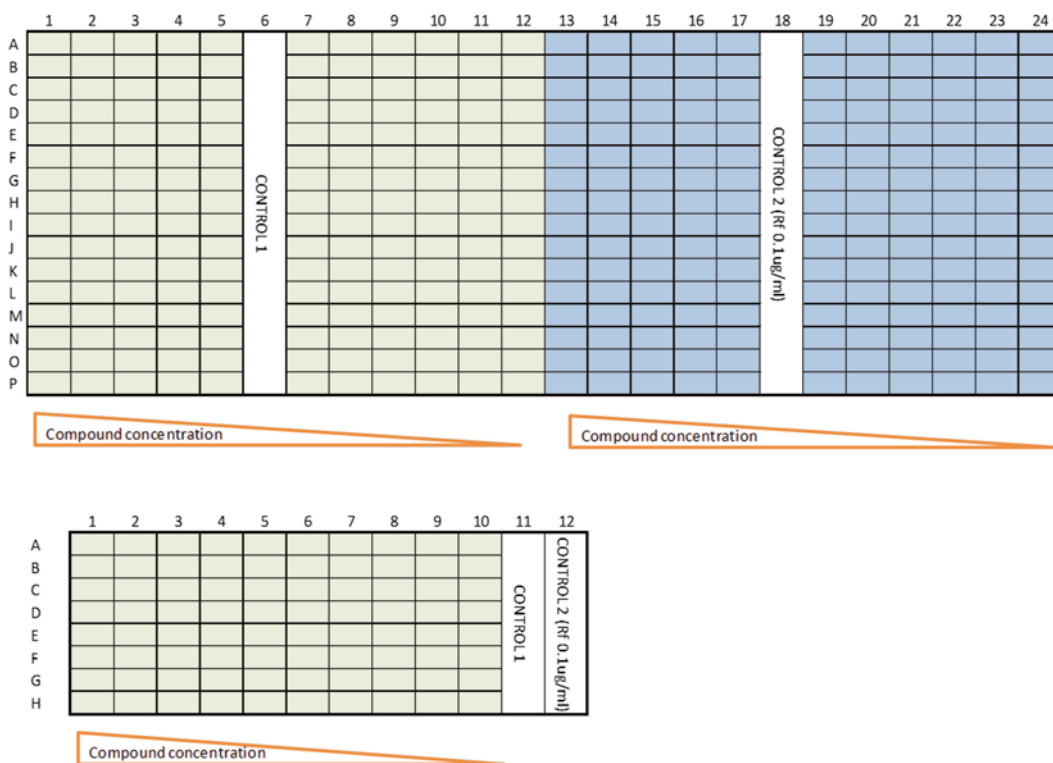 1 2 3 4 5 6 7 8 9 10 11 12 13 14 15 16 17 18 19 20 21 22 23 24
A
B
C
D
E
F
G
H
I
J
K
L
M
N
O
P
CONTROL 1
CONTROL 2 (Rf 0.1ug/ml)
Compound concentration
Compound concentration
1 2 3 4 5 6 7 8 9 10 11 12
A
B
C
D
E
F
G
H
CONTROL 1
CONTROL 2 (Rf 0.1ug/ml)
Compound concentration